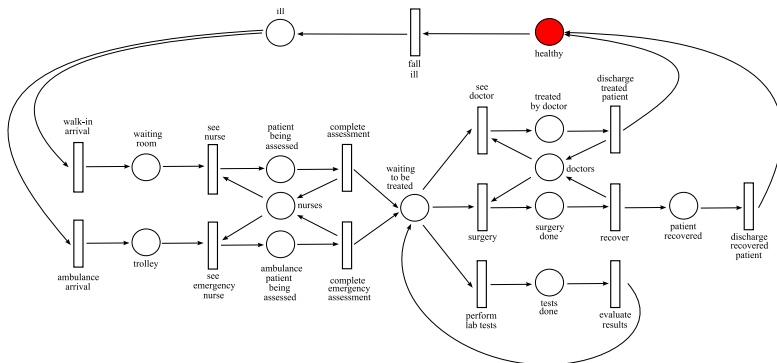 ill
healthy
fall
ill
see
doctor
treated
by doctor
discharge
treated
patient
walk-in
arrival
waiting
room
see
nurse
patient
being
assessed
complete
assessment
waiting
to be
treated
doctors
nurses
surgery
surgery
done
recover
patient
recovered
discharge
recovered
patient
ambulance
arrival
trolley
see
emergency
nurse
ambulance
patient
being
assessed
complete
emergency
assessment
perform
lab tests
tests
done
evaluate
results